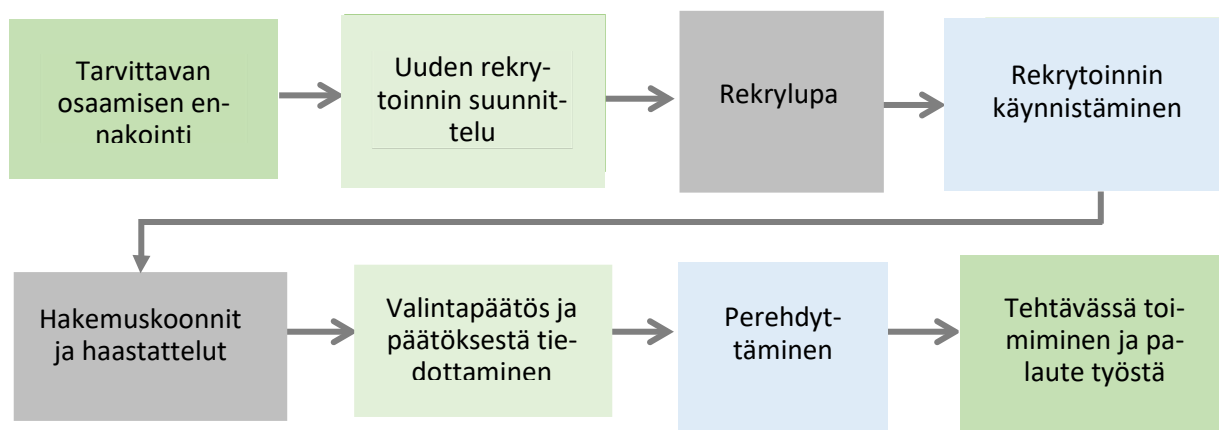 Tarvittavan
osaamisen en-
nakointi
Uuden rekry-
toinnin suunnit-
telu
Rekrylupa
Rekrytoinnin
käynnistäminen
Hakemuskoonnit
ja haastattelut
Valintapäätös ja
päätöksestä tie-
dottaminen
Perehdyt-
täminen
Tehtävässä toi-
miminen ja pa-
laute työstä